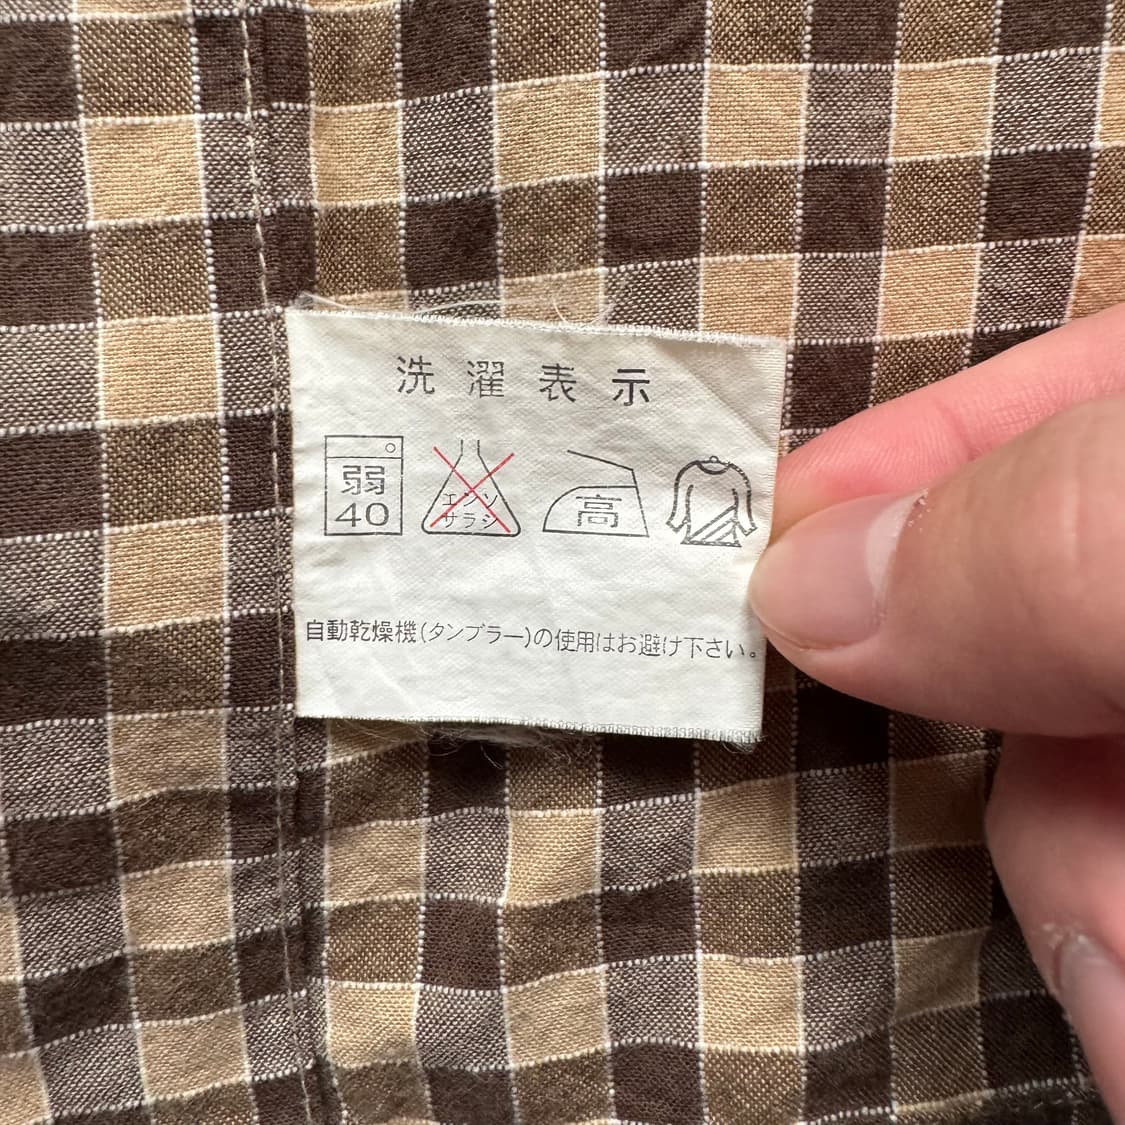 洗濯表示
弱
40
エンソ
サラシ
高
自動乾燥機(タンブラー)の使用はお避け下さい。